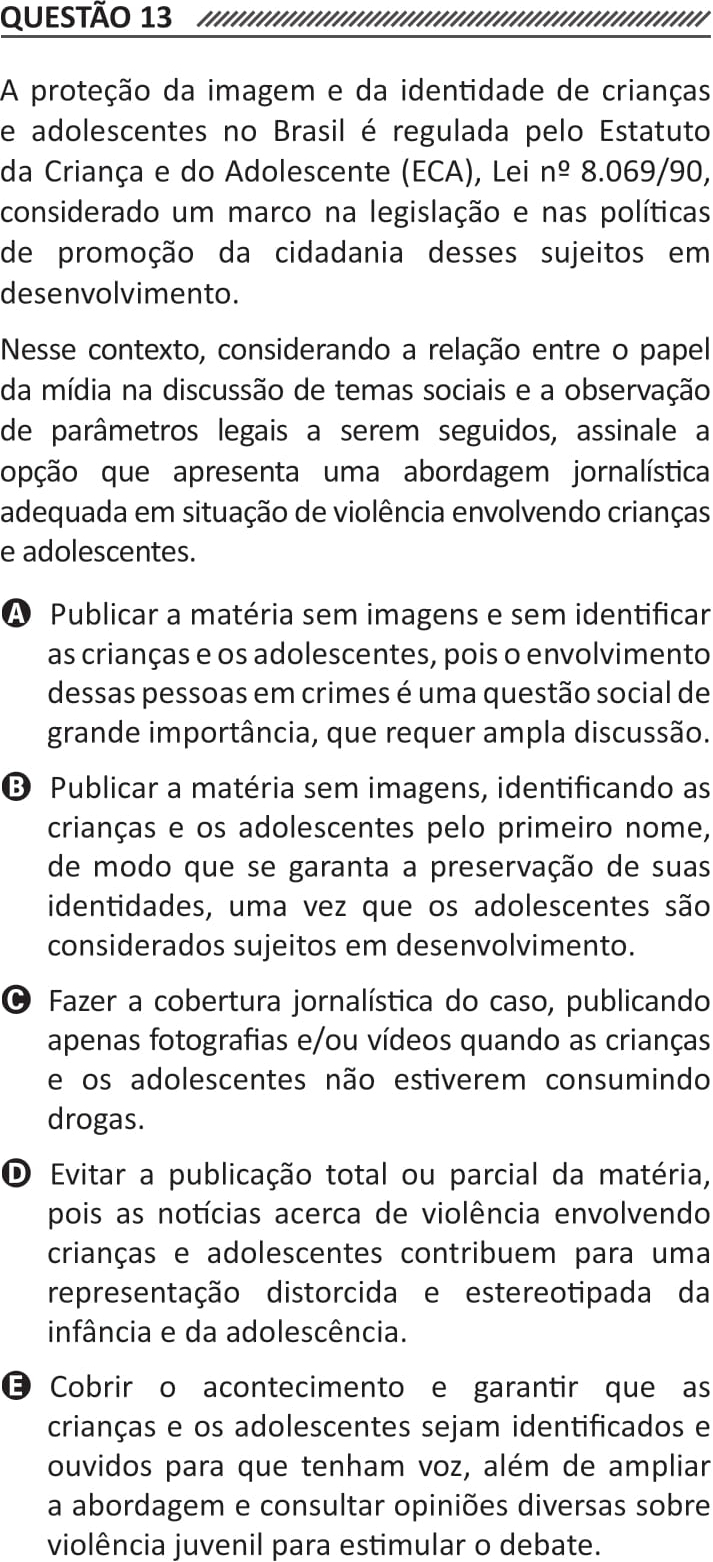 QUESTÃO 13
A proteção da imagem e da identidade de crianças
e adolescentes no Brasil é regulada pelo Estatuto
da Criança e do Adolescente (ECA), Lei nº 8.069/90,
considerado um marco na legislação e nas políticas
de promoção da cidadania desses sujeitos em
desenvolvimento.
Nesse contexto, considerando a relação entre o papel
da mídia na discussão de temas sociais e a observação
de parâmetros legais a serem seguidos, assinale a
opção que apresenta uma abordagem jornalística
adequada em situação de violência envolvendo crianças
e adolescentes.
A Publicar a matéria sem imagens e sem identificar
as crianças e os adolescentes, pois o envolvimento
dessas pessoas em crimes é uma questão social de
grande importância, que requer ampla discussão.
B Publicar a matéria sem imagens, identificando as
crianças e os adolescentes pelo primeiro nome,
de modo que se garanta a preservação de suas
identidades, uma vez que os adolescentes são
considerados sujeitos em desenvolvimento.
C Fazer a cobertura jornalística do caso, publicando
apenas fotografias e/ou vídeos quando as crianças
e os adolescentes não estiverem consumindo
drogas.
D Evitar a publicação total ou parcial da matéria,
pois as notícias acerca de violência envolvendo
crianças e adolescentes contribuem para uma
representação distorcida e estereotipada da
infância e da adolescência.
E Cobrir o acontecimento e garantir que as
crianças e os adolescentes sejam identificados e
ouvidos para que tenham voz, além de ampliar
a abordagem e consultar opiniões diversas sobre
violência juvenil para estimular o debate.